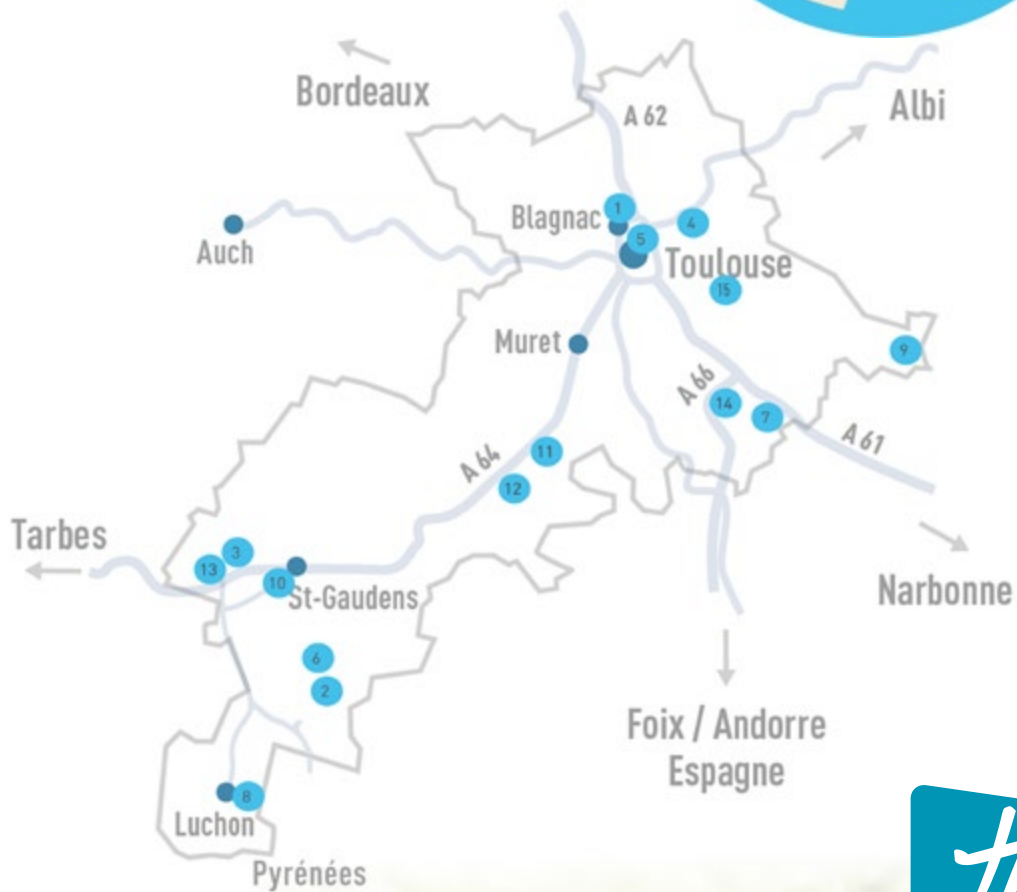 Bordeaux
A 62
Albi
1
Blagnac
4
5
Auch
Toulouse
15
Muret
9
A 66
14
7
A 61
11
A 64
12
Tarbes
3
13
10
St-Gaudens
Narbonne
6
2
Foix / Andorre
Espagne
8
Luchon
Pyrénées